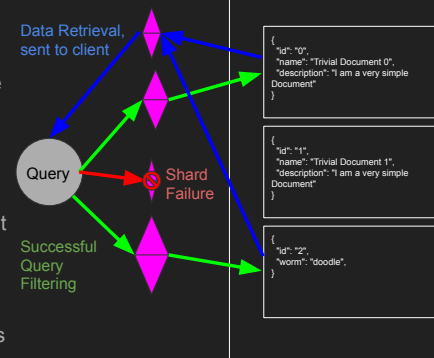 Data Retrieval,
sent to client
e
Query
Shard
Failure
t
Successful
Query
Filtering
s
{
"id": "0",
"name": "Trivial Document 0",
"description": "I am a very simple
Document"
}
{
"id": "1",
"name": "Trivial Document 1",
"description": "I am a very simple
Document"
}
{
"id": "2",
"worm": "doodle",
}